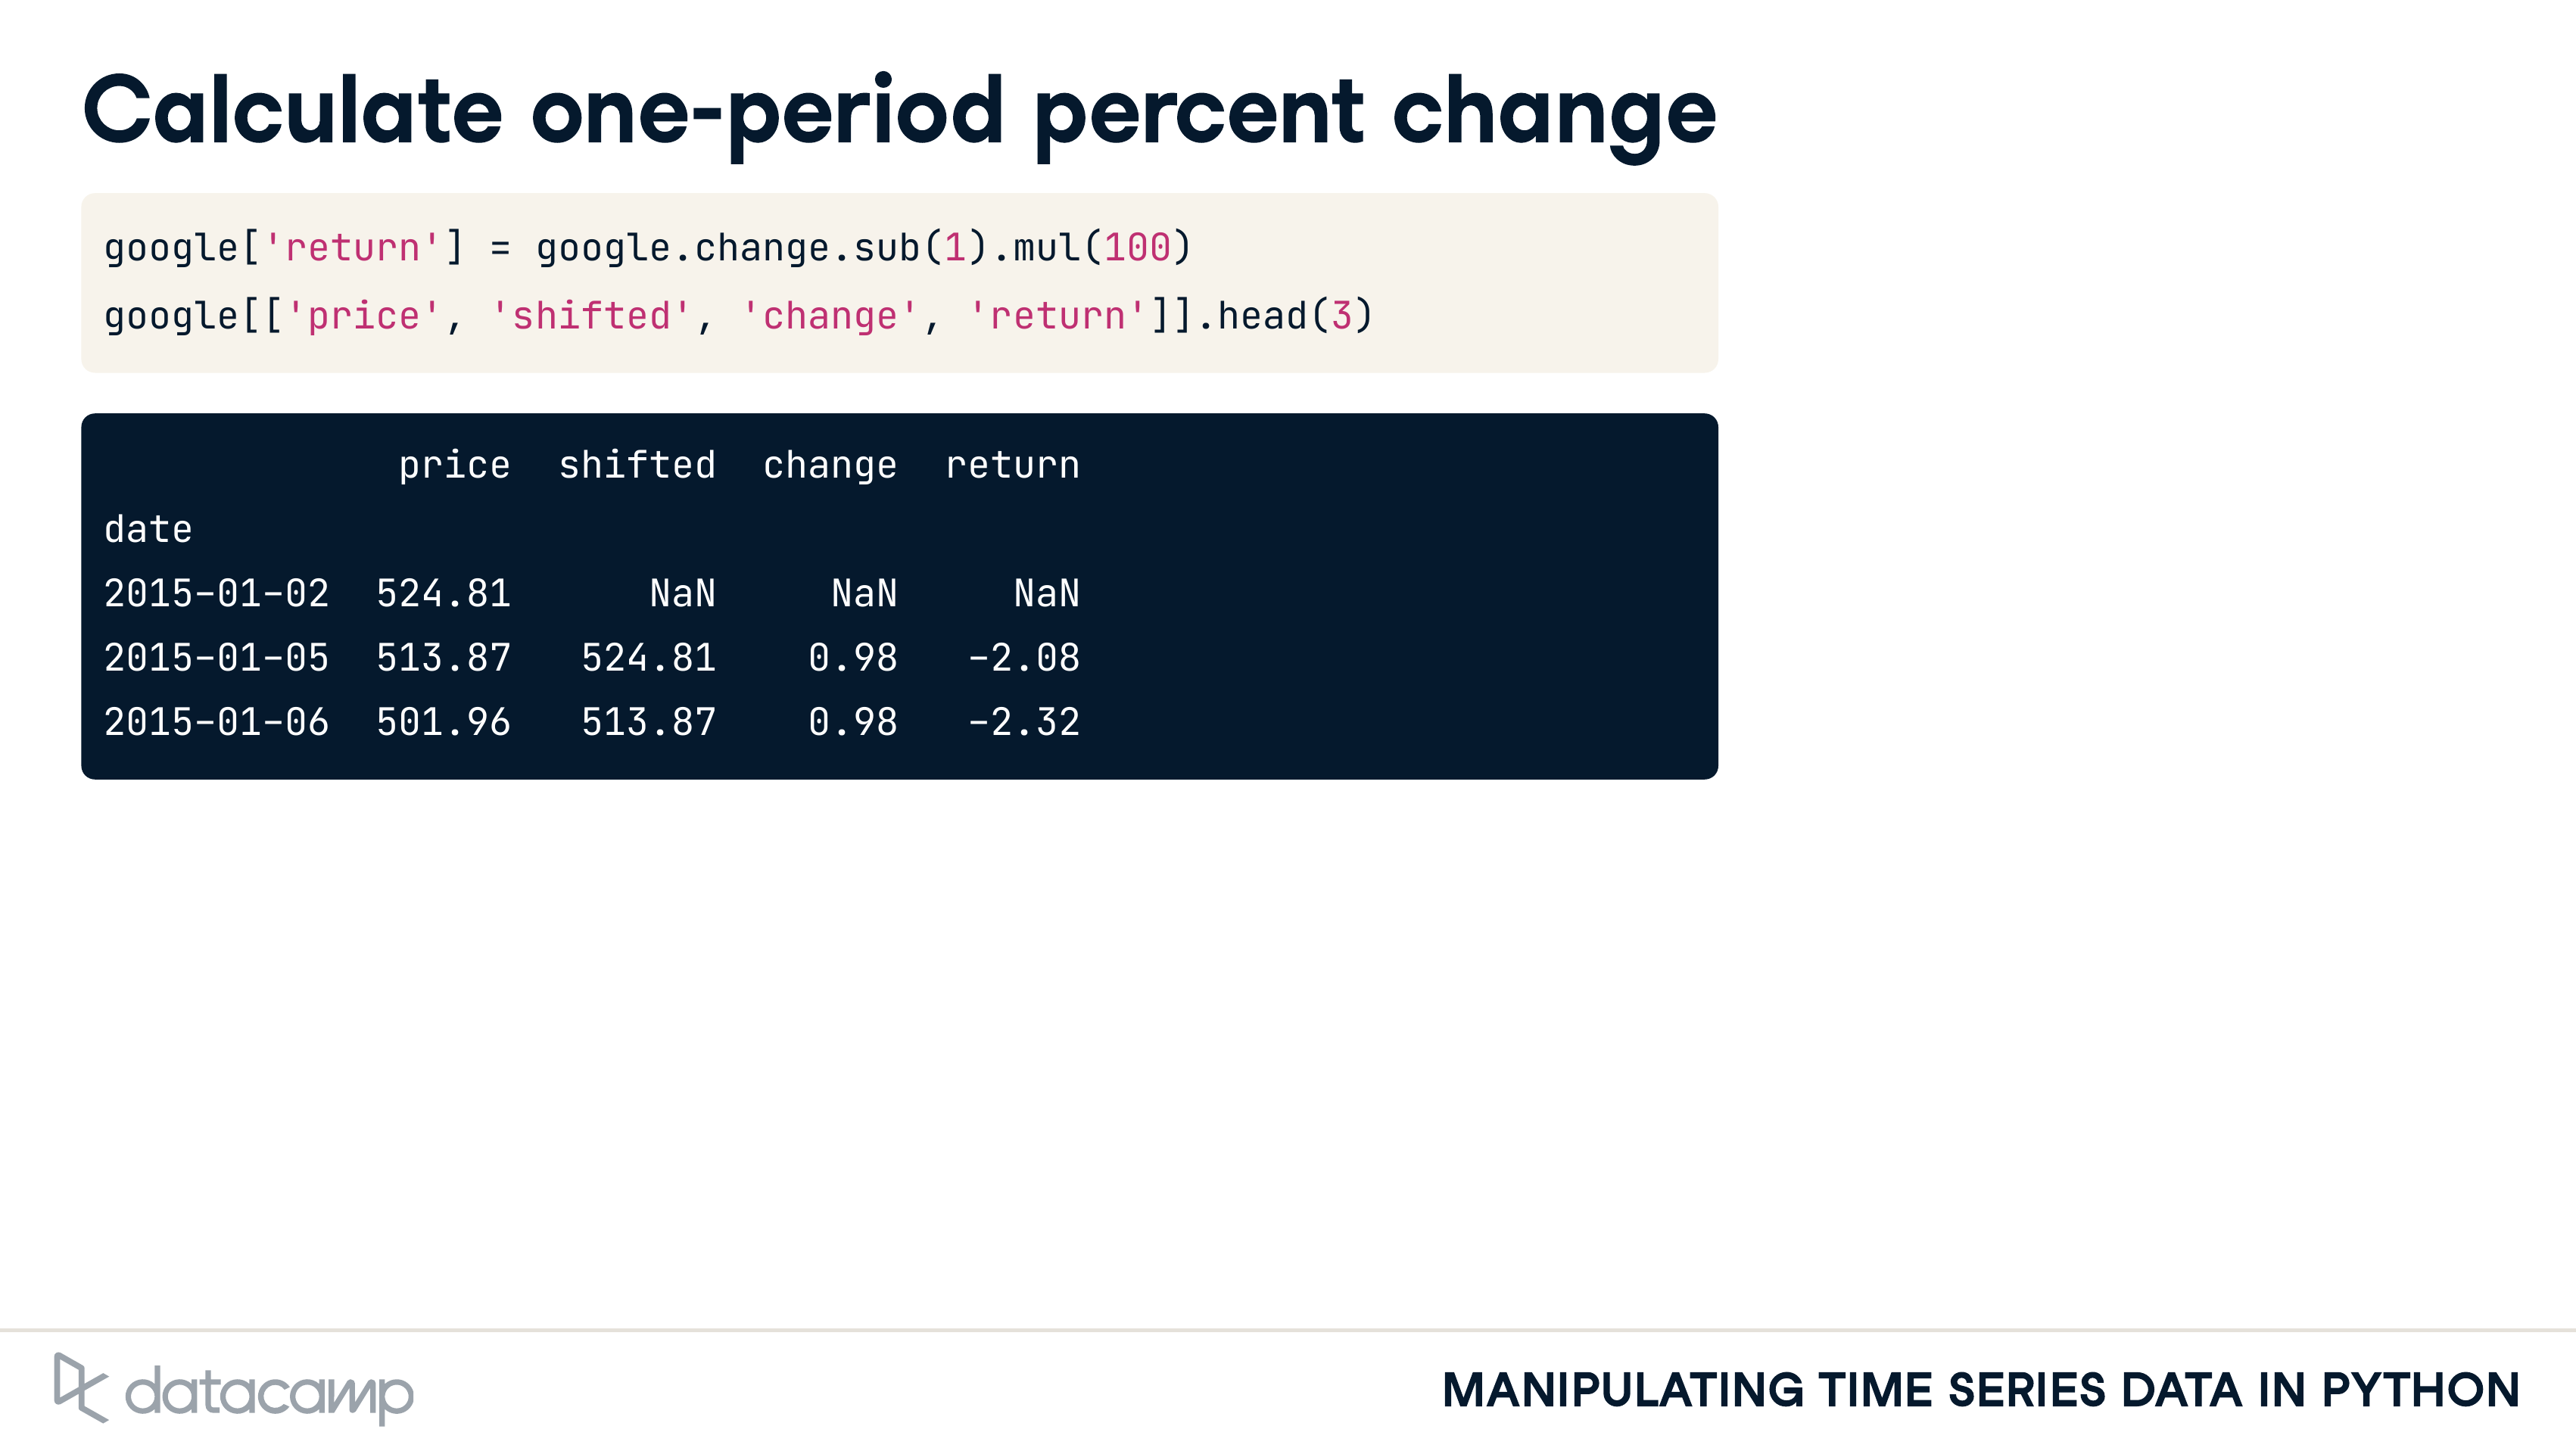 Calculate one-period percent change
google['return'] = google.change.sub(1).mul(100)
google[['price', 'shifted', 'change', 'return']].head(3)
price shifted change return
date
2015-01-02 524.81 NaN NaN NaN
2015-01-05 513.87 524.81 0.98 -2.08
2015-01-06 501.96 513.87 0.98 -2.32
datacamp
MANIPULATING TIME SERIES DATA IN PYTHON